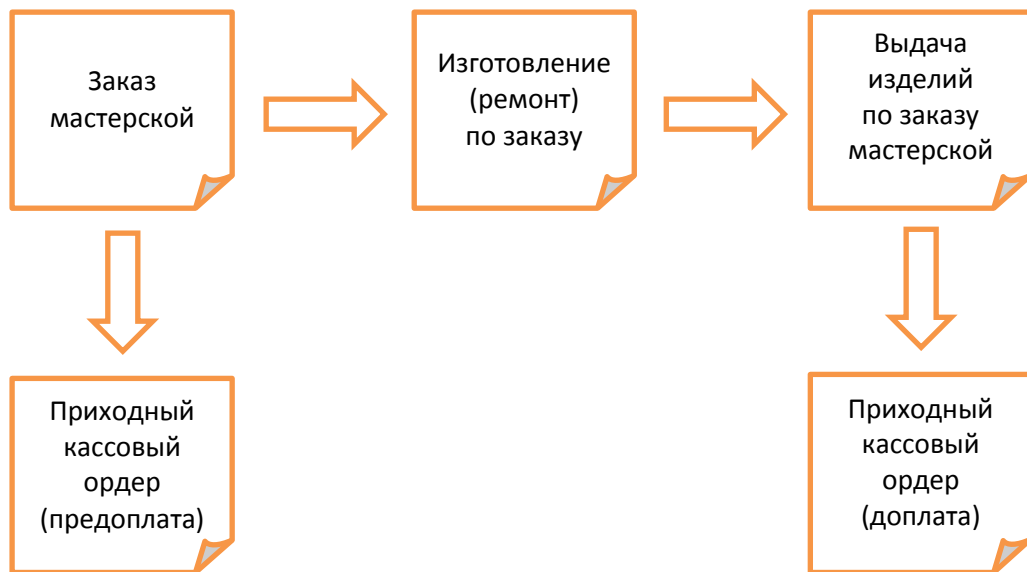 Заказ
мастерской
Изготовление
(ремонт)
по заказу
Выдача
изделий
по заказу
мастерской
Приходный
кассовый
ордер
(предоплата)
Приходный
кассовый
ордер
(доплата)